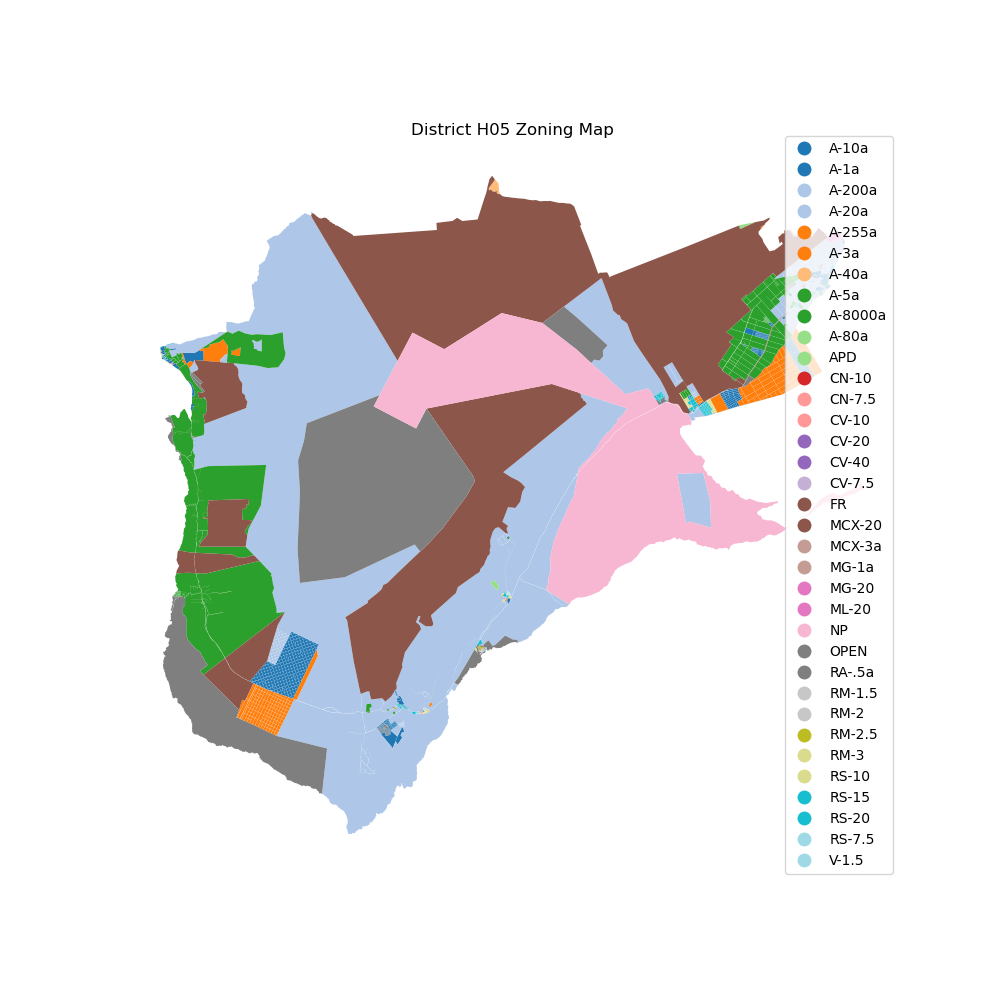 District H05 Zoning Map
A-10a
A-1a
A-200a
A-20a
A-255a
A-3a
A-40a
A-5a
A-8000a
A-80a
APD
CN-10
CN-7.5
CV-10
CV-20
CV-40
CV-7.5
FR
MCX-20
MCX-3a
MG-1a
MG-20
ML-20
NP
OPEN
RA-.5a
RM-1.5
RM-2
RM-2.5
RM-3
RS-10
RS-15
RS-20
RS-7.5
V-1.5